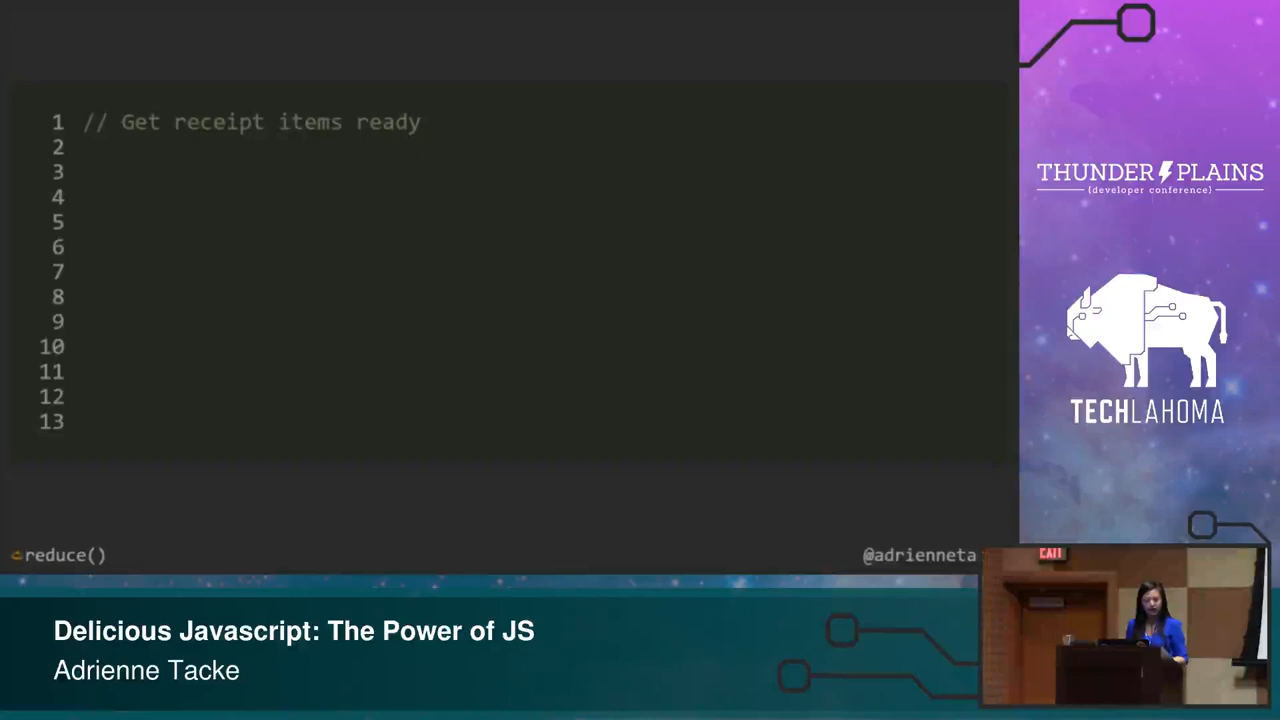 1 // Get receipt items ready
2
3
4
5
6
7
8
9
10
11
12
13
reduce()
@adrienneta
THUNDER PLAINS
{developer conference}
TECHLAHOMA
EXIT
Delicious Javascript: The Power of JS
Adrienne Tacke